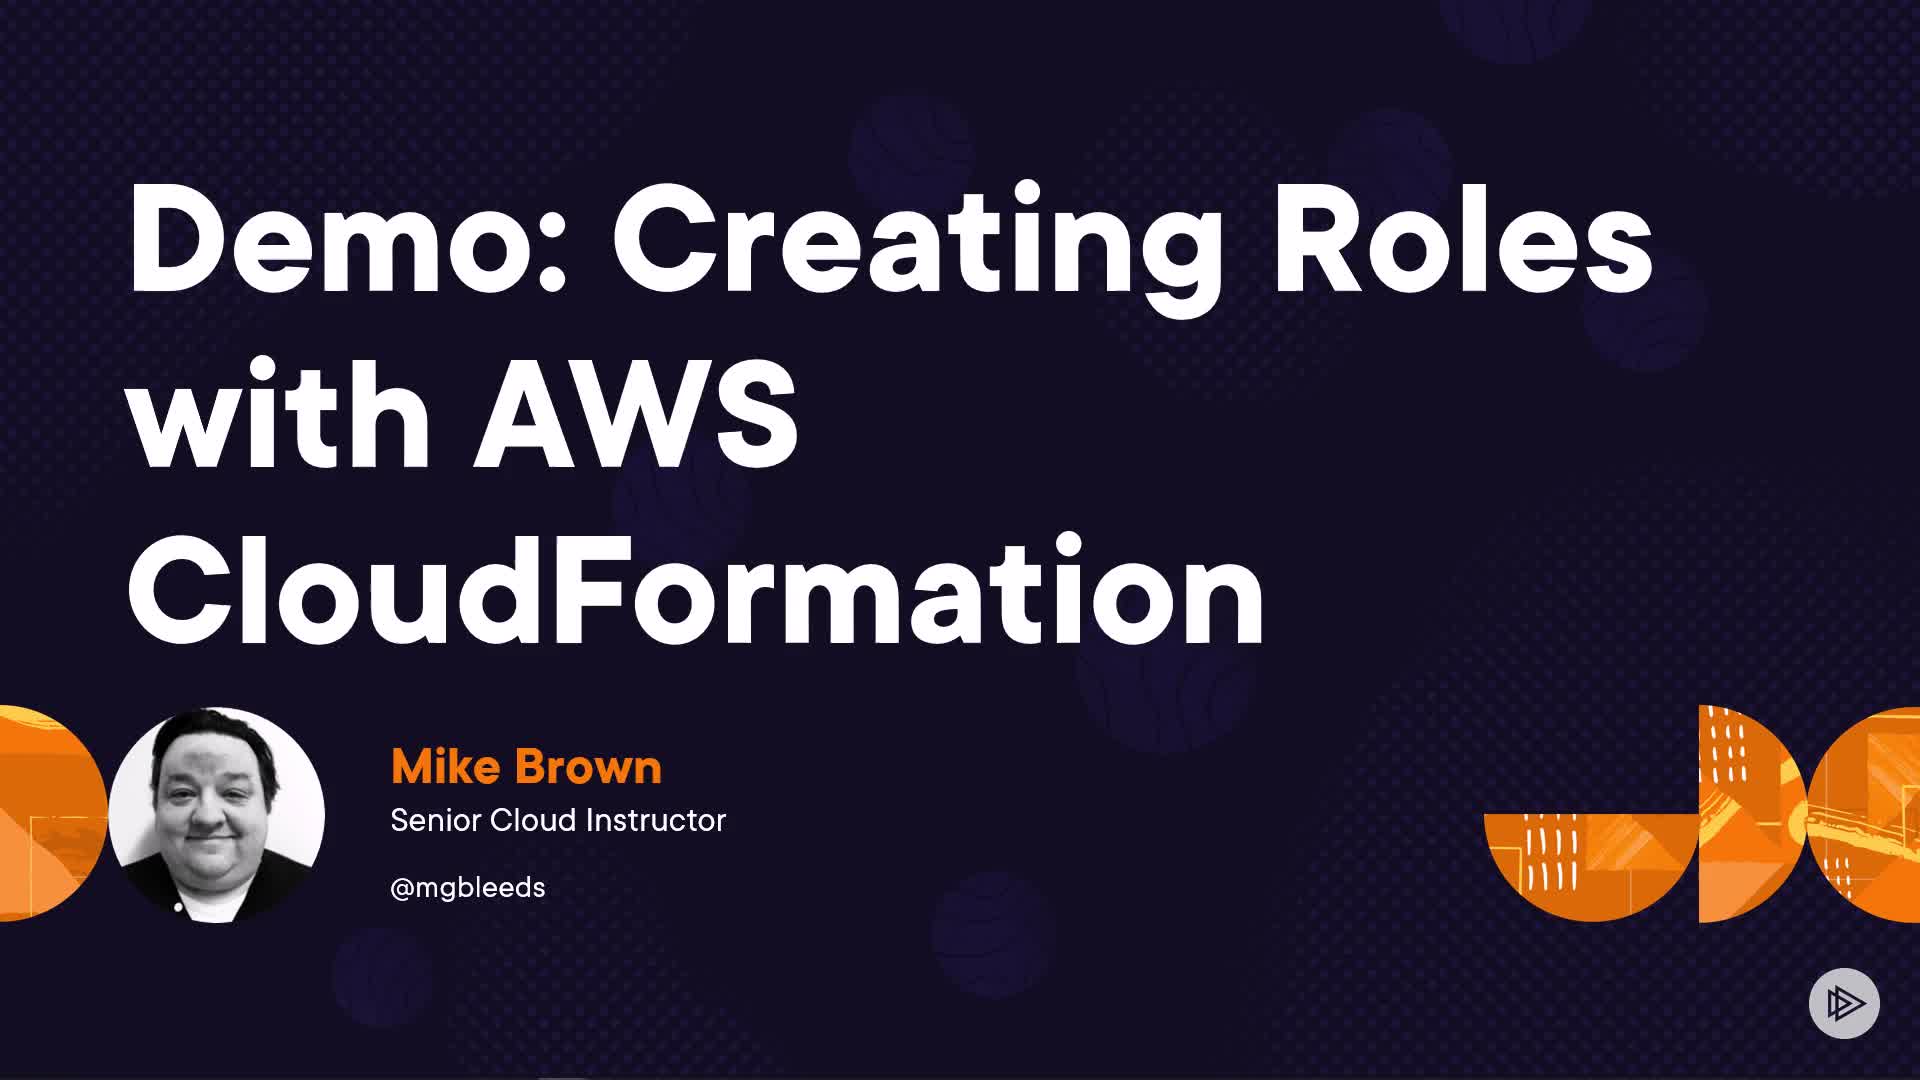 Demo: Creating Roles
with AWS
CloudFormation
Mike Brown
Senior Cloud Instructor
@mgbleeds